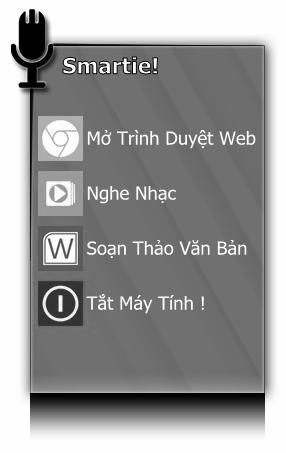 Smartie!
Mở Trình Duyệt Web
Nghe Nhạc
W Soạn Thảo Văn Bản
Tắt Máy Tính !